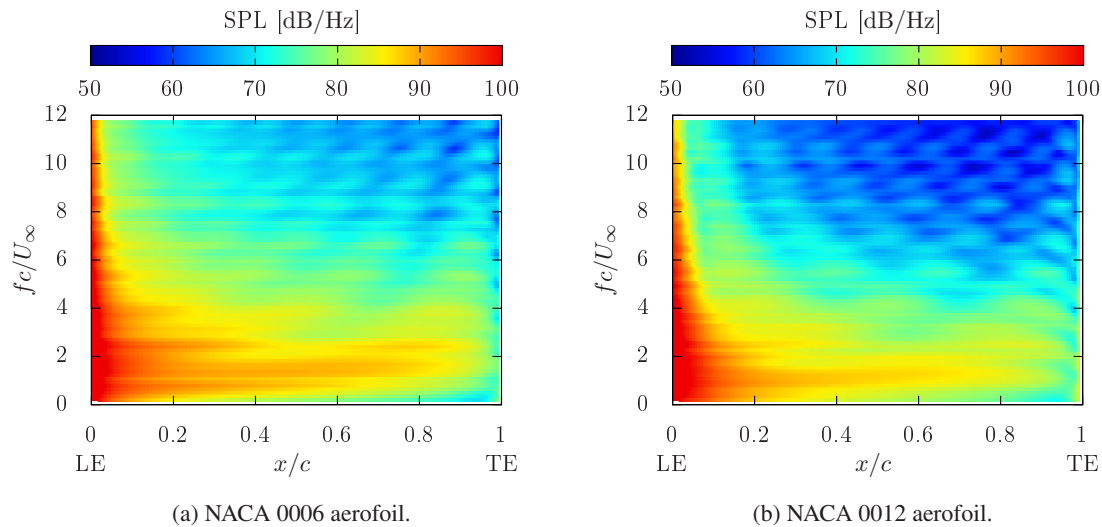 SPL [dB/Hz]
50 60 70 80 90 100
12
10
8
6
4
2
0
fc/U∞
0 0.2 0.4 0.6 0.8 1
LE x/c TE
(a) NACA 0006 aerofoil.
SPL [dB/Hz]
50 60 70 80 90 100
12
10
8
6
4
2
0
fc/U∞
0 0.2 0.4 0.6 0.8 1
LE x/c TE
(b) NACA 0012 aerofoil.